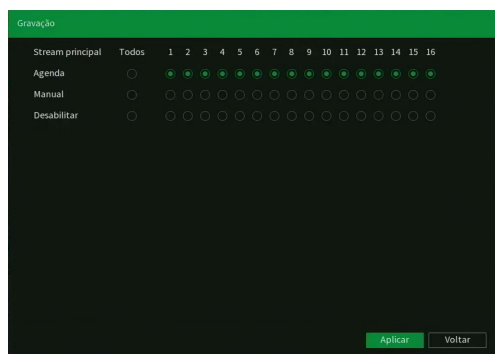 Gravação
Stream principal Todos 1 2 3 4 5 6 7 8 9 10 11 12 13 14 15 16
Agenda
Manual
Desabilitar
Aplicar Voltar